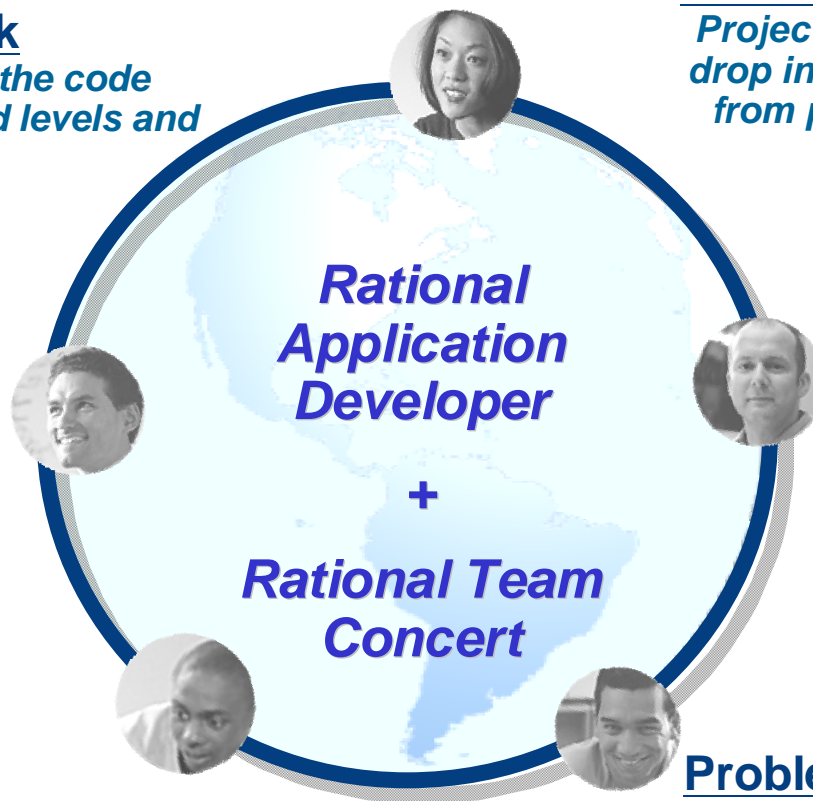 k
the code
d levels and
Projec
drop in
from p
Rational
Application
Developer
+
Rational Team
Concert
Proble